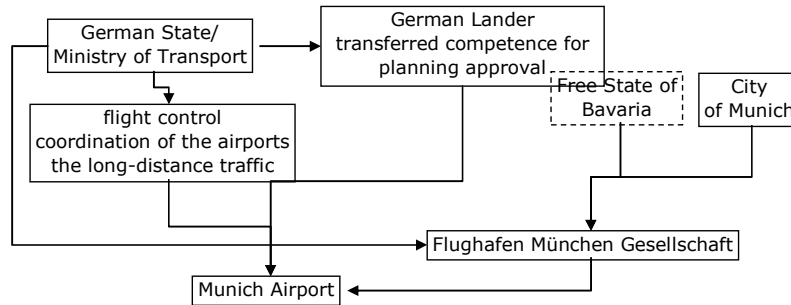 German State/
Ministry of Transport
German Lander
transferred competence for
planning approval
Free State of
Bavaria
City
of Munich
flight control
coordination of the airports
the long-distance traffic
Flughafen München Gesellschaft
Munich Airport